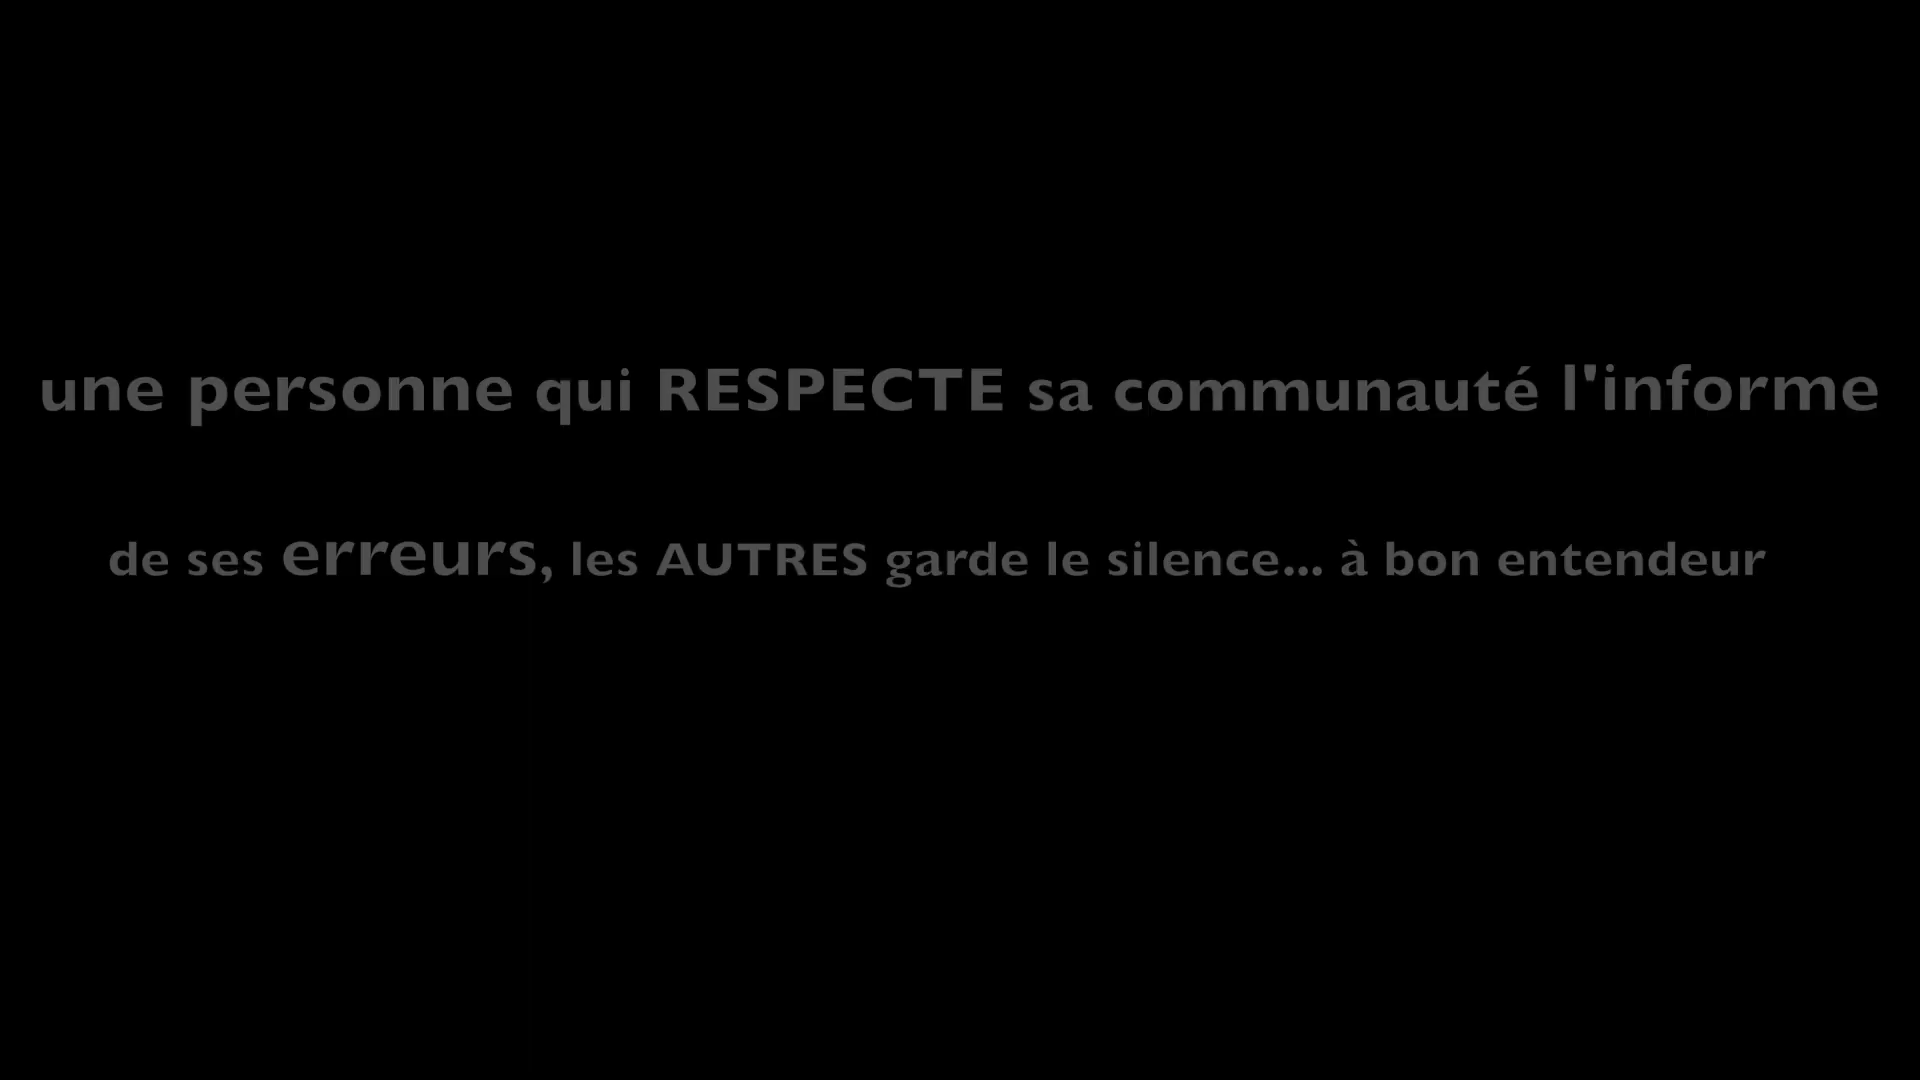 une personne qui RESPECTE sa communauté l'informe
de ses erreurs, les AUTRES garde le silence... à bon entendeur